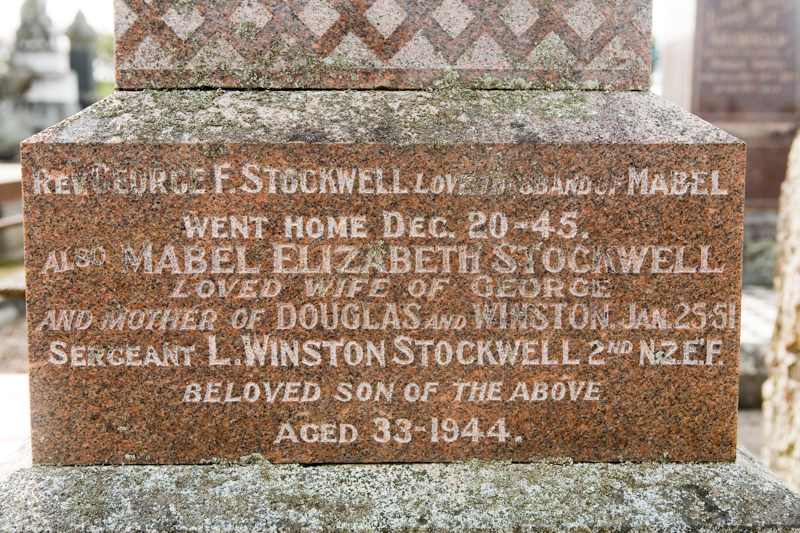 REV. GEORGE F. STOCKWELL LOVED HUSBAND OF MABEL
WENT HOME DEC. 20-45.
ALSO MABEL ELIZABETH STOCKWELL
LOVED WIFE OF GEORGE
AND MOTHER OF DOUGLAS AND WINSTON. JAN. 25-51
SERGEANT L. WINSTON STOCKWELL 2ND N.Z.E.F.
BELOVED SON OF THE ABOVE
AGED 33-1944.